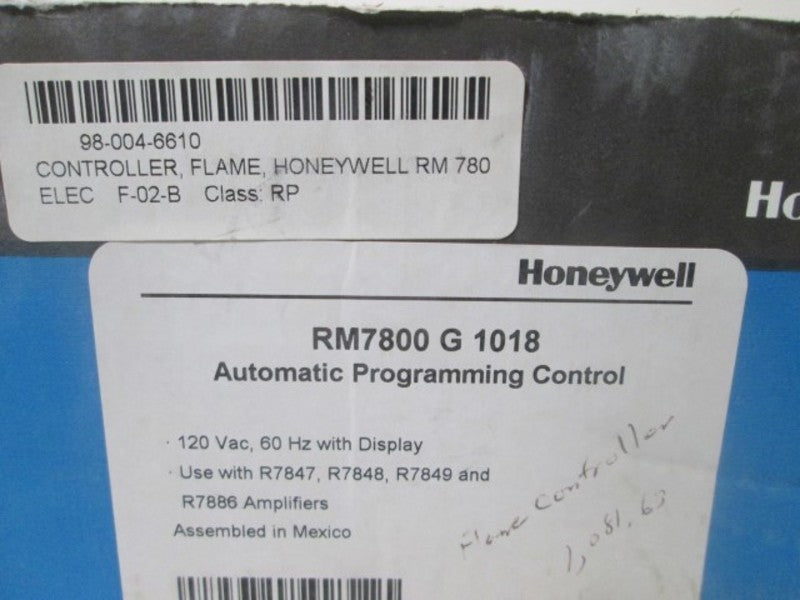 98-004-6610
CONTROLLER, FLAME, HONEYWELL RM 780
ELEC F-02-B Class: RP
Ho
Honeywell
RM7800 G 1018
Automatic Programming Control
· 120 Vac, 60 Hz with Display
· Use with R7847, R7848, R7849 and
R7886 Amplifiers
Assembled in Mexico
Flame Controller
1,081.63